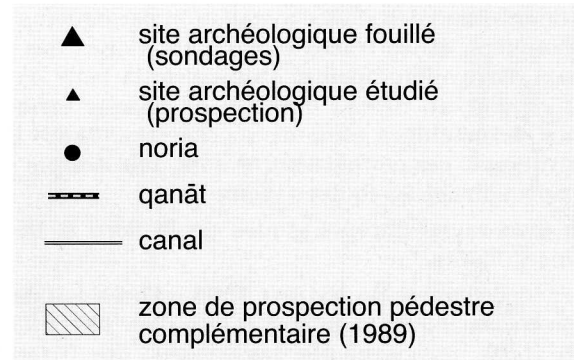 site archéologique fouillé
(sondages)
site archéologique étudié
(prospection)
noria
qanāt
canal
zone de prospection pédestre
complémentaire (1989)